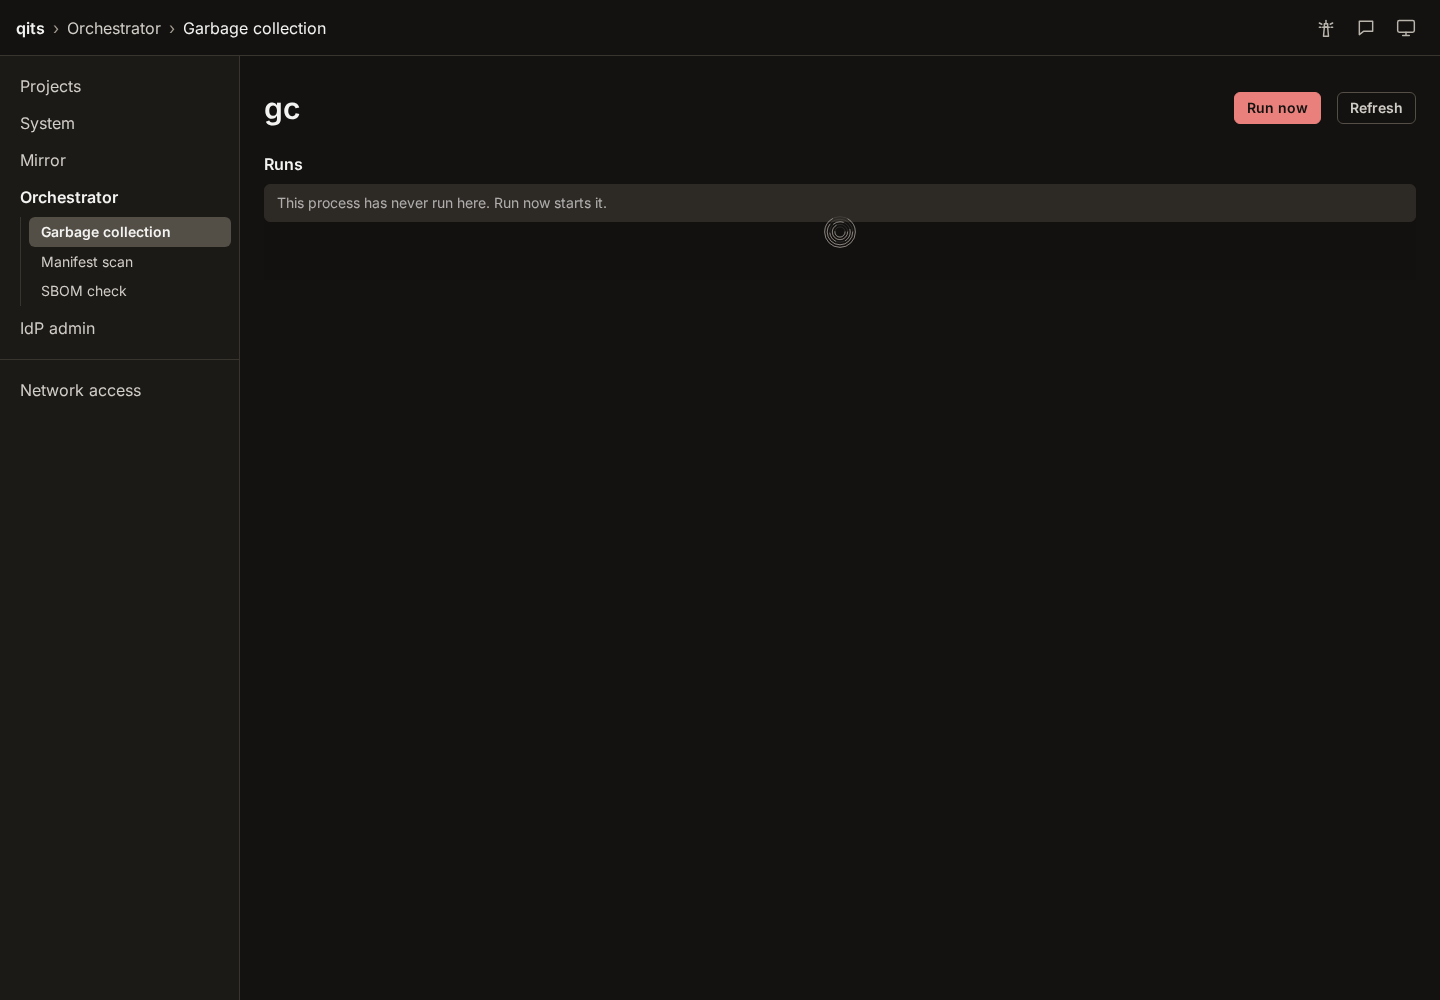 qits › Orchestrator › Garbage collection
Projects
System
Mirror
Orchestrator
Garbage collection
Manifest scan
SBOM check
IdP admin
Network access
gc
Run now
Refresh
Runs
This process has never run here. Run now starts it.